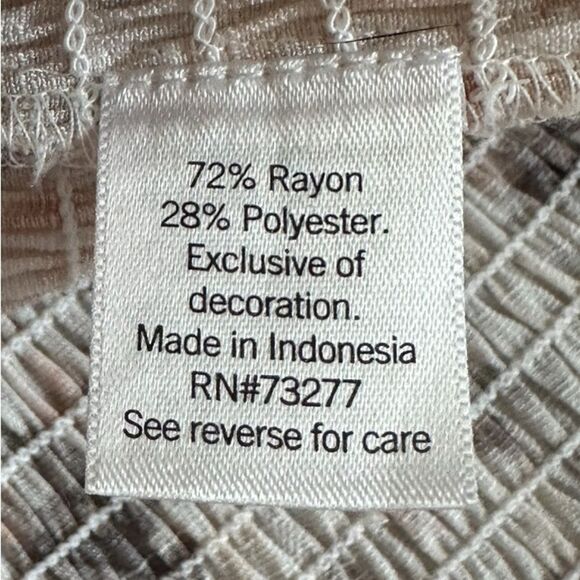 72% Rayon
28% Polyester.
Exclusive of
decoration.
Made in Indonesia
RN#73277
See reverse for care